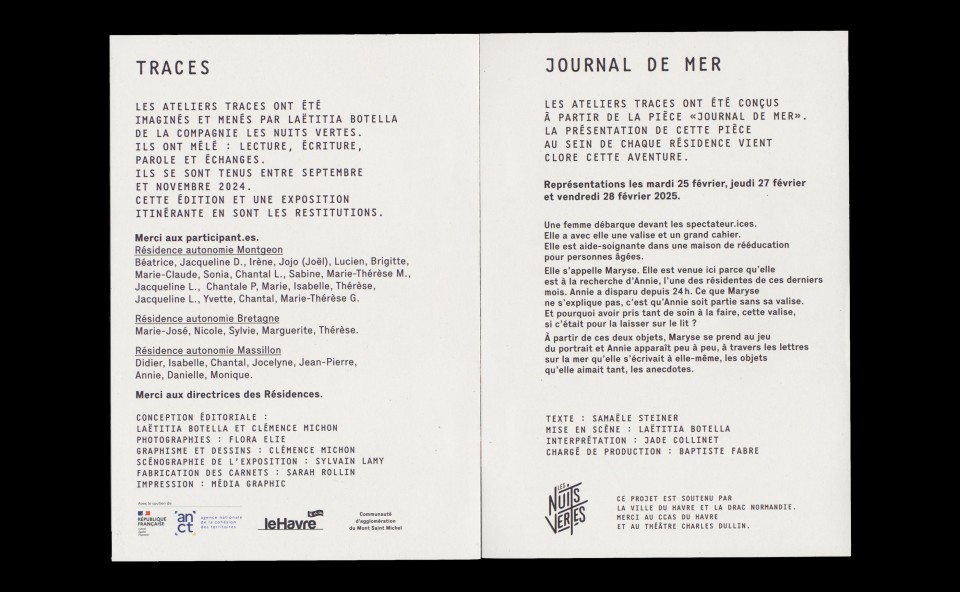 TRACES
LES ATELIERS TRACES ONT ÉTÉ
IMAGINÉS ET MENÉS PAR LAËTITIA BOTELLA
DE LA COMPAGNIE LES NUITS VERTES.
ILS ONT MÊLÉ : LECTURE, ÉCRITURE,
PAROLE ET ÉCHANGES.
ILS SE SONT TENUS ENTRE SEPTEMBRE
ET NOVEMBRE 2024.
CETTE ÉDITION ET UNE EXPOSITION
ITINÉRANTE EN SONT LES RESTITUTIONS.
Merci aux participant.es.
Résidence autonomie Montgeon
Béatrice, Jacqueline D., Irène, Jojo (Joël), Lucien, Brigitte,
Marie-Claude, Sonia, Chantal L., Sabine, Marie-Thérèse M.,
Jacqueline L., Chantale P, Marie, Isabelle, Thérèse,
Jacqueline L., Yvette, Chantal, Marie-Thérèse G.
Résidence autonomie Bretagne
Marie-José, Nicole, Sylvie, Marguerite, Thérèse.
Résidence autonomie Massillon
Didier, Isabelle, Chantal, Jocelyne, Jean-Pierre,
Annie, Danielle, Monique.
Merci aux directrices des Résidences.
CONCEPTION ÉDITORIALE :
LAËTITIA BOTELLA ET CLÉMENCE MICHON
PHOTOGRAPHIES : FLORA ELIE
GRAPHISME ET DESSINS : CLÉMENCE MICHON
SCÉNOGRAPHIE DE L'EXPOSITION : SYLVAIN LAMY
FABRICATION DES CARNETS : SARAH ROLLIN
IMPRESSION : MÉDIA GRAPHIC
Avec le soutien du
RÉPUBLIQUE
FRANÇAISE
an
ct
agence nationale
de la cohésion
des territoires
leHavre
Communauté
d'agglomération
du Mont Saint Michel
JOURNAL DE MER
LES ATELIERS TRACES ONT ÉTÉ CONÇUS
À PARTIR DE LA PIÈCE «JOURNAL DE MER».
LA PRÉSENTATION DE CETTE PIÈCE
AU SEIN DE CHAQUE RÉSIDENCE VIENT
CLORE CETTE AVENTURE.
Représentations les mardi 25 février, jeudi 27 février
et vendredi 28 février 2025.
Une femme débarque devant les spectateur.ices.
Elle a avec elle une valise et un grand cahier.
Elle est aide-soignante dans une maison de rééducation
pour personnes âgées.
Elle s'appelle Maryse. Elle est venue ici parce qu'elle
est à la recherche d'Annie, l'une des résidentes de ces derniers
mois. Annie a disparu depuis 24 h. Ce que Maryse
ne s'explique pas, c'est qu'Annie soit partie sans sa valise.
Et pourquoi avoir pris tant de soin à la faire, cette valise,
si c'était pour la laisser sur le lit ?
À partir de ces deux objets, Maryse se prend au jeu
du portrait et Annie apparaît peu à peu, à travers les lettres
sur la mer qu'elle s'écrivait à elle-même, les objets
qu'elle aimait tant, les anecdotes.
TEXTE : SAMAËLE STEINER
MISE EN SCÈNE : LAËTITIA BOTELLA
INTERPRÉTATION : JADE COLLINET
CHARGÉ DE PRODUCTION : BAPTISTE FABRE
LES
NUITS
VERTES
CE PROJET EST SOUTENU PAR
LA VILLE DU HAVRE ET LA DRAC NORMANDIE.
MERCI AU CCAS DU HAVRE
ET AU THÉÂTRE CHARLES DULLIN.